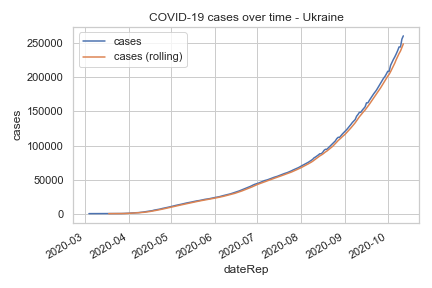 COVID-19 cases over time - Ukraine
cases
cases (rolling)
250000
200000
150000
100000
50000
0
cases
2020-03
2020-04
2020-05
2020-06
2020-07
2020-08
2020-09
2020-10
dateRep